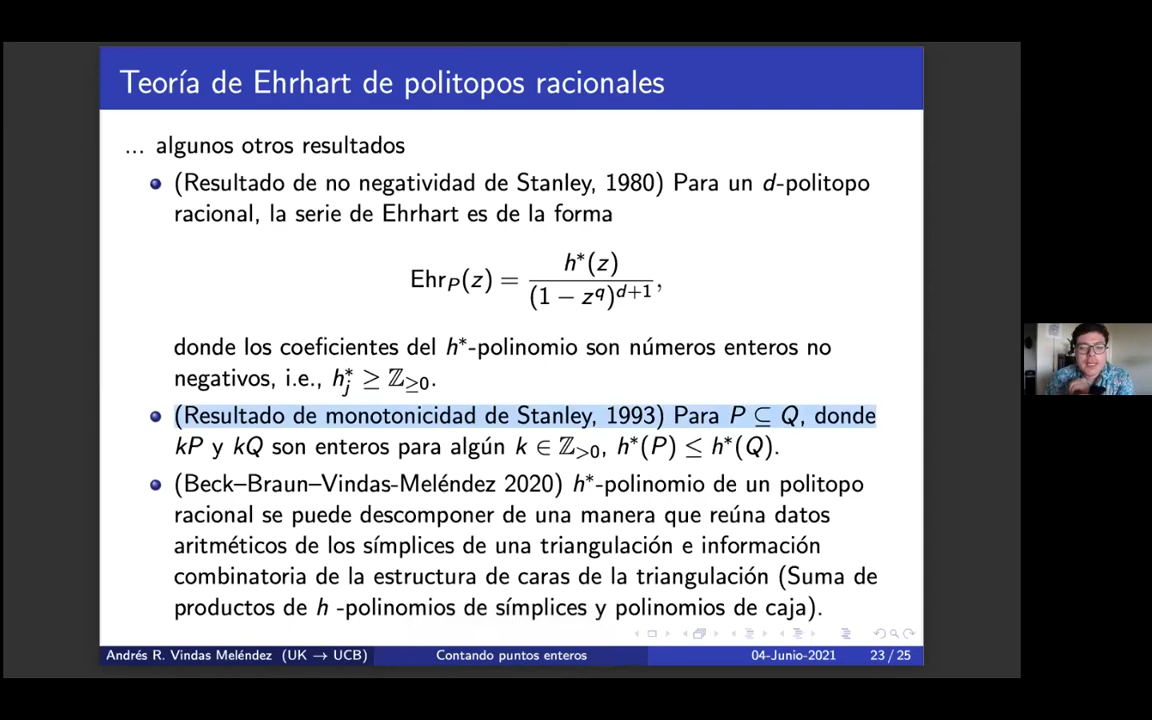 Teoría de Ehrhart de politopos racionales
... algunos otros resultados
(Resultado de no negatividad de Stanley, 1980) Para un d-politopo
racional, la serie de Ehrhart es de la forma
Ehr_P(z) = h*(z) / (1 − z^q)^{d+1},
donde los coeficientes del h*-polinomio son números enteros no
negativos, i.e., h*_j ≥ ℤ_{≥0}.
(Resultado de monotonicidad de Stanley, 1993) Para P ⊆ Q, donde
kP y kQ son enteros para algún k ∈ ℤ_{>0}, h*(P) ≤ h*(Q).
(Beck–Braun–Vindas-Meléndez 2020) h*-polinomio de un politopo
racional se puede descomponer de una manera que reúna datos
aritméticos de los símplices de una triangulación e información
combinatoria de la estructura de caras de la triangulación (Suma de
productos de h -polinomios de símplices y polinomios de caja).
Andrés R. Vindas Meléndez (UK → UCB) Contando puntos enteros 04-Junio-2021 23 / 25